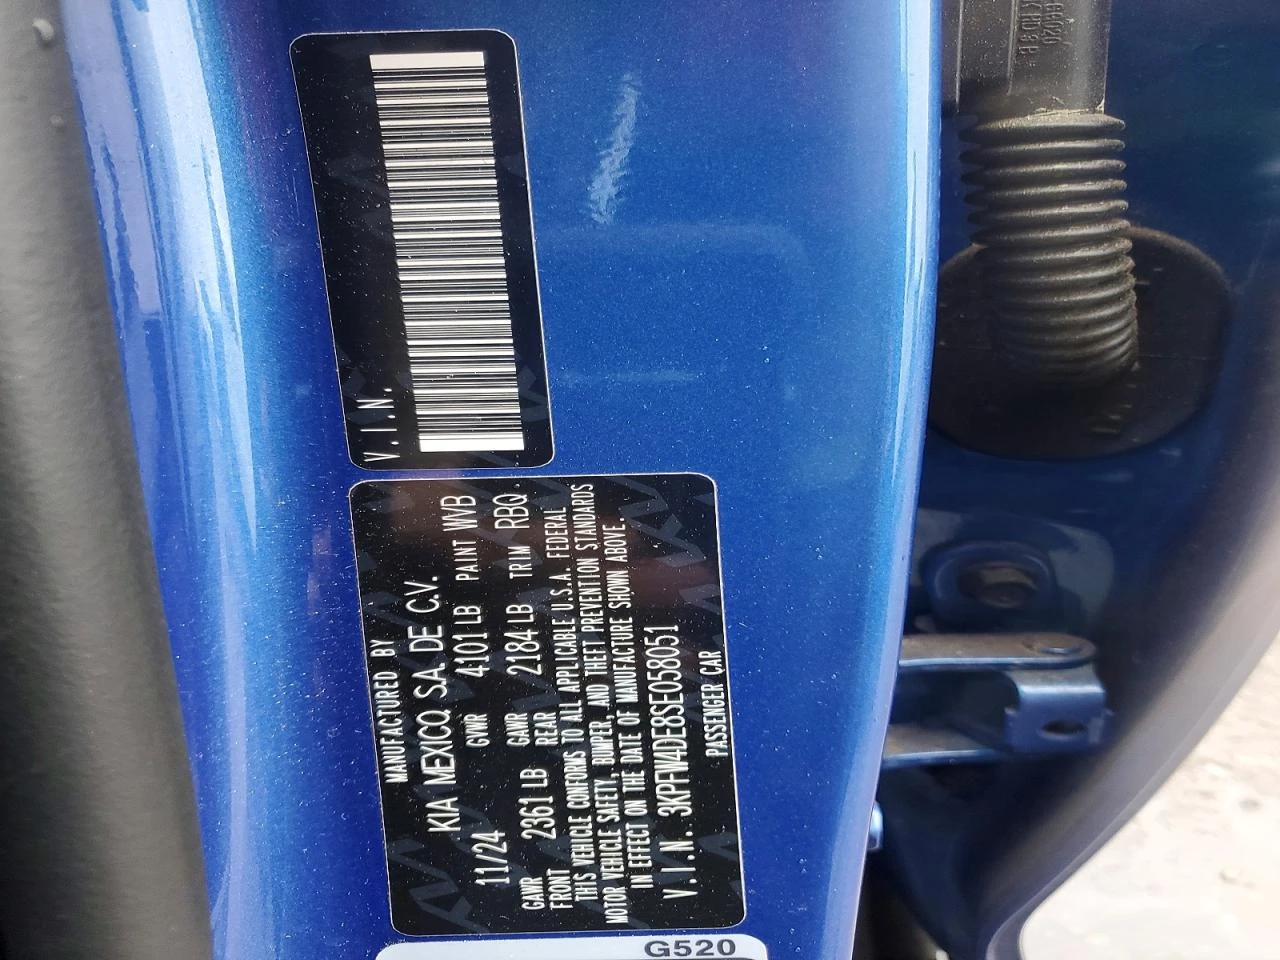 V.I.N.
MANUFACTURED BY
KIA MEXICO, S.A. DE C.V.
11/24 GVWR 4101 LB PAINT WVB
GAWR FRONT 2361 LB GAWR REAR 2184 LB TRIM RBQ
THIS VEHICLE CONFORMS TO ALL APPLICABLE U.S.A. FEDERAL
MOTOR VEHICLE SAFETY, BUMPER, AND THEFT PREVENTION STANDARDS
IN EFFECT ON THE DATE OF MANUFACTURE SHOWN ABOVE.
V.I.N. 3KPFW4DE8SE058051
PASSENGER CAR
G520